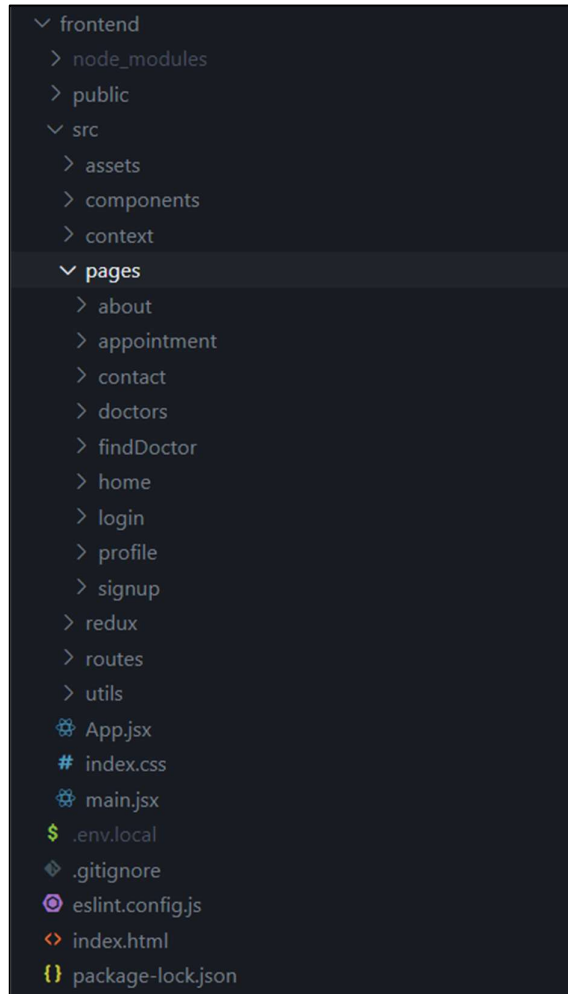 frontend
node_modules
public
src
assets
components
context
pages
about
appointment
contact
doctors
findDoctor
home
login
profile
signup
redux
routes
utils
App.jsx
# index.css
main.jsx
$ .env.local
.gitignore
eslint.config.js
<> index.html
{} package-lock.json